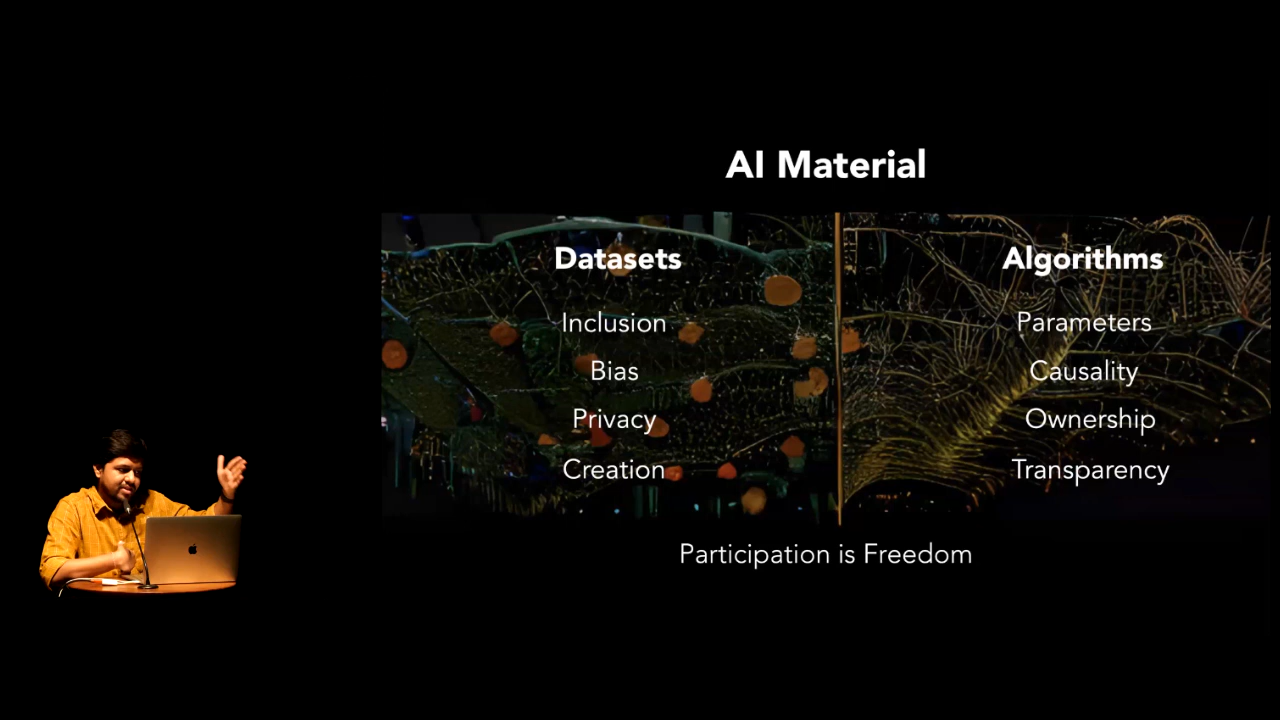 AI Material
Datasets
Inclusion
Bias
Privacy
Creation
Algorithms
Parameters
Causality
Ownership
Transparency
Participation is Freedom